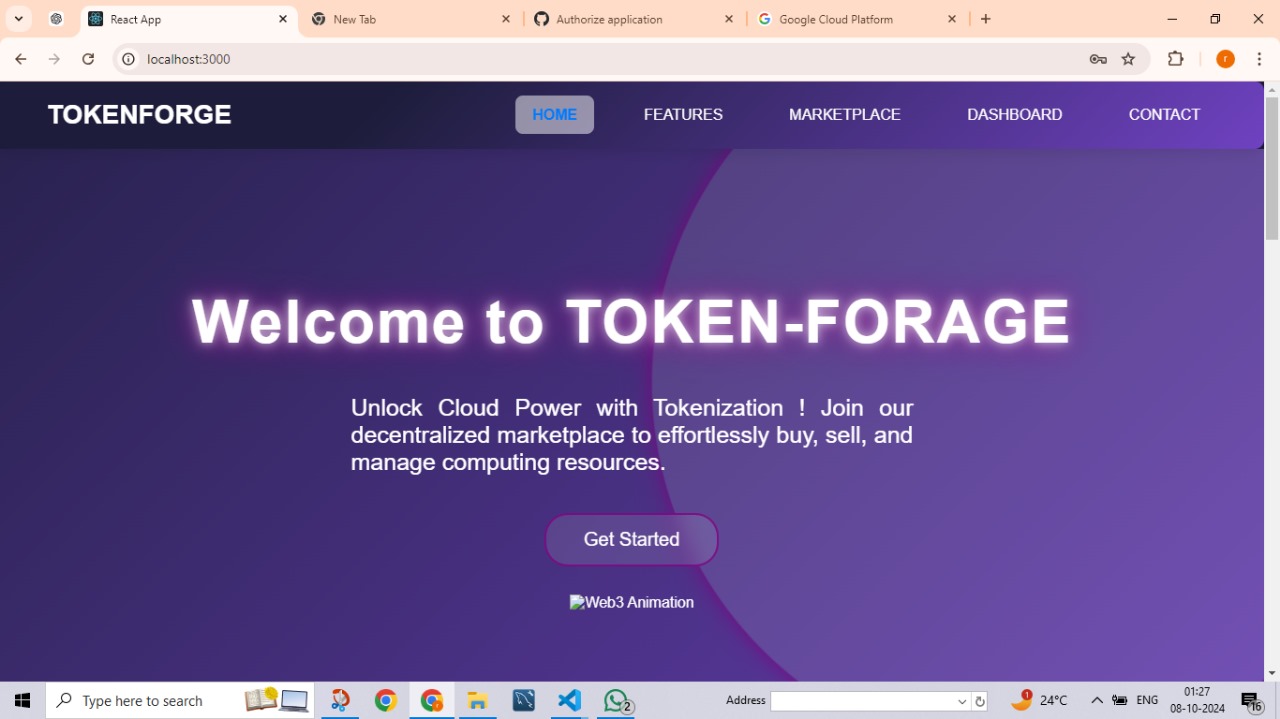 React App
New Tab
Authorize application
Google Cloud Platform
localhost:3000
r
TOKENFORGE
HOME
FEATURES
MARKETPLACE
DASHBOARD
CONTACT
Welcome to TOKEN-FORAGE
Unlock Cloud Power with Tokenization ! Join our
decentralized marketplace to effortlessly buy, sell, and
manage computing resources.
Get Started
Web3 Animation
Type here to search
2
Address
1
24°C
ENG
01:27
08-10-2024
16